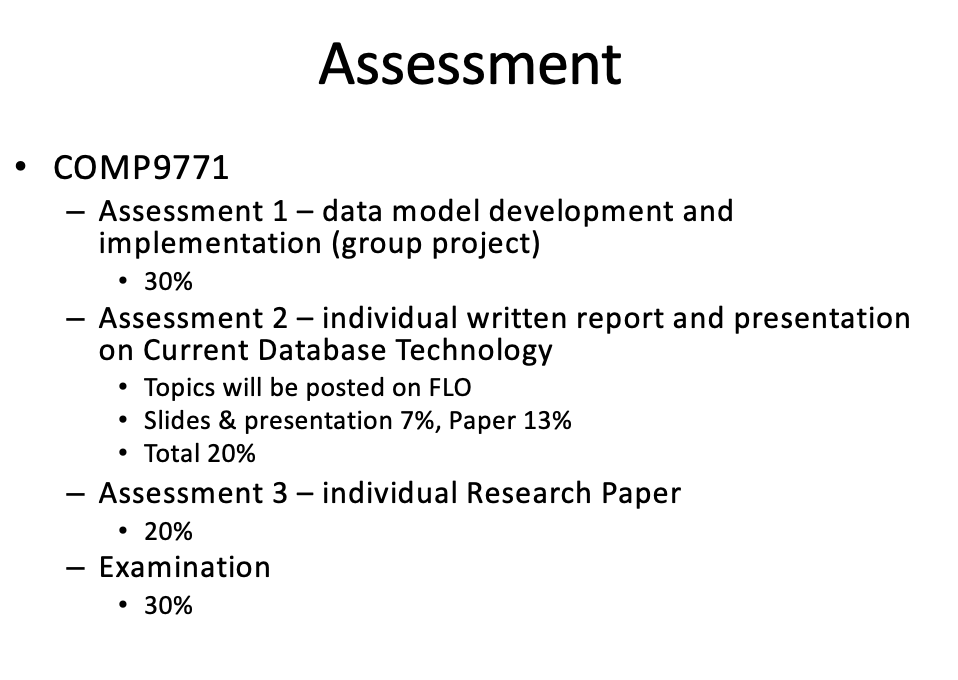 Assessment
• COMP9771
– Assessment 1 – data model development and
implementation (group project)
• 30%
– Assessment 2 – individual written report and presentation
on Current Database Technology
• Topics will be posted on FLO
• Slides & presentation 7%, Paper 13%
• Total 20%
– Assessment 3 – individual Research Paper
• 20%
– Examination
• 30%